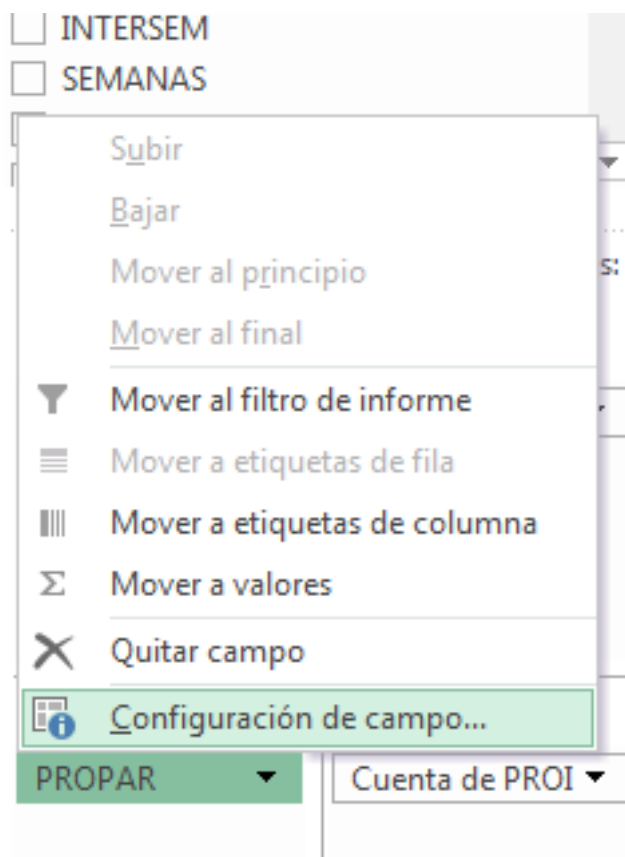 INTERSEM
SEMANAS
Subir
Bajar
Mover al principio
s:
Mover al final
Mover al filtro de informe
Mover a etiquetas de fila
Mover a etiquetas de columna
Mover a valores
Quitar campo
Configuración de campo...
PROPAR
Cuenta de PROI